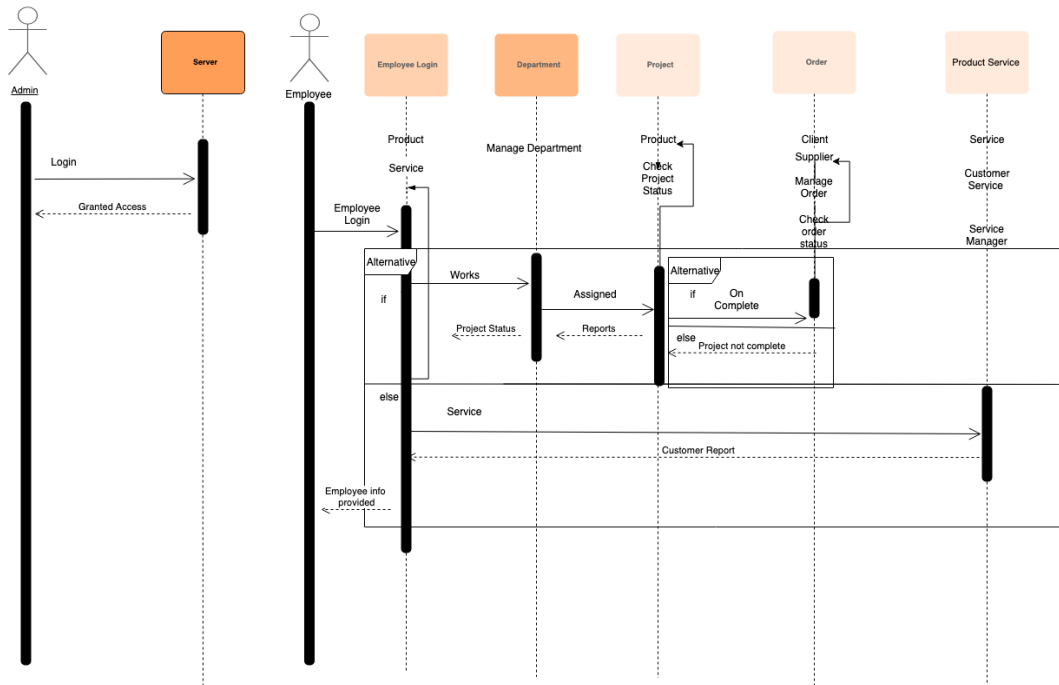 Admin
Server
Employee
Employee Login
Department
Project
Order
Product Service
Login
Granted Access
Product
Service
Manage Department
Product
Check
Project
Status
Client
Supplier
Manage
Order
Check
order
status
Service
Customer
Service
Service
Manager
Employee
Login
Alternative
if
Works
Assigned
Project Status
Reports
Alternative
if
On
Complete
else
Project not complete
else
Service
Customer Report
Employee info
provided